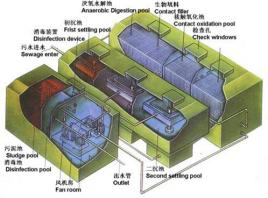 厌氧水解池
Anaerobic Digestion pool
生物填料
Contact filler
初沉池
Frist settling pool
接触氧化池
Contact oxidation pool
消毒装置
Disinfection device
检查孔
Check windows
污水进水
Sewage enter
污泥池
Sludge pool
消毒池
Disinfection pool
风机房
Fan room
出水管
Outlet
二沉池
Second settling pool